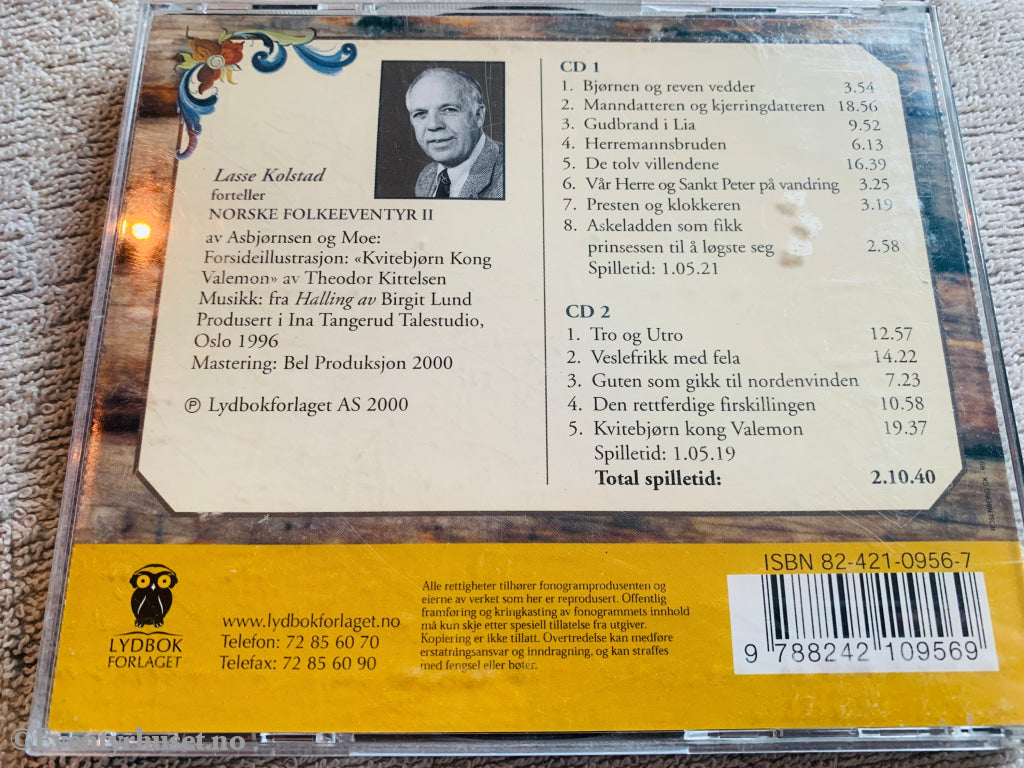 Lasse Kolstad
forteller
NORSKE FOLKEEVENTYR II
av Asbjørnsen og Moe:
Forsideillustrasjon: «Kvitebjørn Kong
Valemon» av Theodor Kittelsen
Musikk: fra Halling av Birgit Lund
Produsert i Ina Tangerud Talestudio,
Oslo 1996
Mastering: Bel Produksjon 2000
℗ Lydbokforlaget AS 2000
CD 1
1. Bjørnen og reven vedder 3.54
2. Manndatteren og kjerringdatteren 18.56
3. Gudbrand i Lia 9.52
4. Herremannsbruden 6.13
5. De tolv villendene 16.39
6. Vår Herre og Sankt Peter på vandring 3.25
7. Presten og klokkeren 3.19
8. Askeladden som fikk
prinsessen til å løgste seg 2.58
Spilletid: 1.05.21
CD 2
1. Tro og Utro 12.57
2. Veslefrikk med fela 14.22
3. Guten som gikk til nordenvinden 7.23
4. Den rettferdige firskillingen 10.58
5. Kvitebjørn kong Valemon 19.37
Spilletid: 1.05.19
Total spilletid: 2.10.40
LYDBOK
FORLAGET
www.lydbokforlaget.no
Telefon: 72 85 60 70
Telefax: 72 85 60 90
Alle rettigheter tilhører fonogramprodusenten og
eierne av verket som her er reprodusert. Offentlig
framføring og kringkasting av fonogrammets innhold
må kun skje etter spesiell tillatelse fra utgiver.
Kopiering er ikke tillatt. Overtredelse kan medføre
erstatningsansvar og inndragning, og kan straffes
med fengsel eller bøter.
ISBN 82-421-0956-7
9 788242 109569